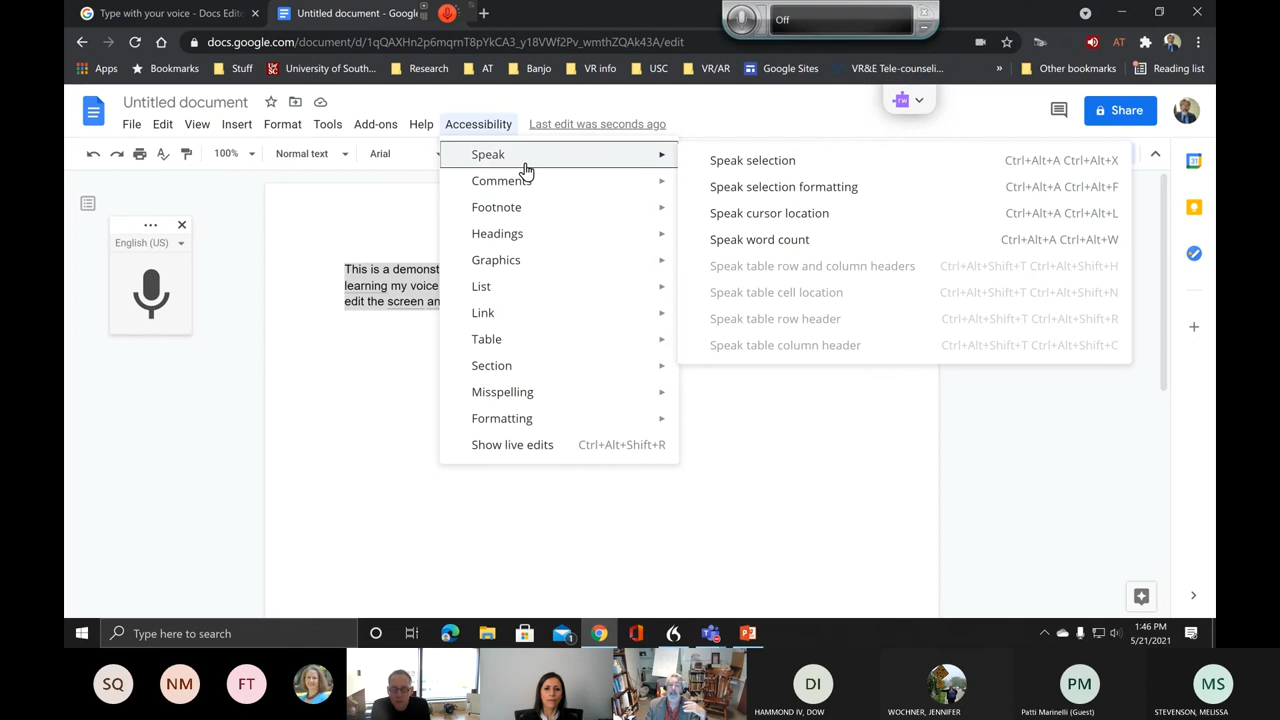 Type with your voice - Docs Edit
Untitled document - Google
Off
docs.google.com/document/d/1qQAXHn2p6mqrnT8pYkCA3_y18VWf2Pv_wmthZQAk43A/edit
AT
Apps
Bookmarks
Stuff
University of South...
Research
AT
Banjo
VR info
USC
VR/AR
Google Sites
VR&E Tele-counseli...
»
Other bookmarks
Reading list
Untitled document
rw
Share
File Edit View Insert Format Tools Add-ons Help Accessibility Last edit was seconds ago
100% Normal text Arial
Speak
Comments
Footnote
Headings
Graphics
List
Link
Table
Section
Misspelling
Formatting
Show live edits Ctrl+Alt+Shift+R
Speak selection Ctrl+Alt+A Ctrl+Alt+X
Speak selection formatting Ctrl+Alt+A Ctrl+Alt+F
Speak cursor location Ctrl+Alt+A Ctrl+Alt+L
Speak word count Ctrl+Alt+A Ctrl+Alt+W
Speak table row and column headers Ctrl+Alt+Shift+T Ctrl+Alt+Shift+H
Speak table cell location Ctrl+Alt+Shift+T Ctrl+Alt+Shift+N
Speak table row header Ctrl+Alt+Shift+T Ctrl+Alt+Shift+R
Speak table column header Ctrl+Alt+Shift+T Ctrl+Alt+Shift+C
English (US)
This is a demonst
learning my voice
edit the screen an
31
Type here to search
1
1:46 PM
5/21/2021
SQ
NM
FT
DI
HAMMOND IV, DOW
WOCHNER, JENNIFER
PM
Patti Marinelli (Guest)
MS
STEVENSON, MELISSA